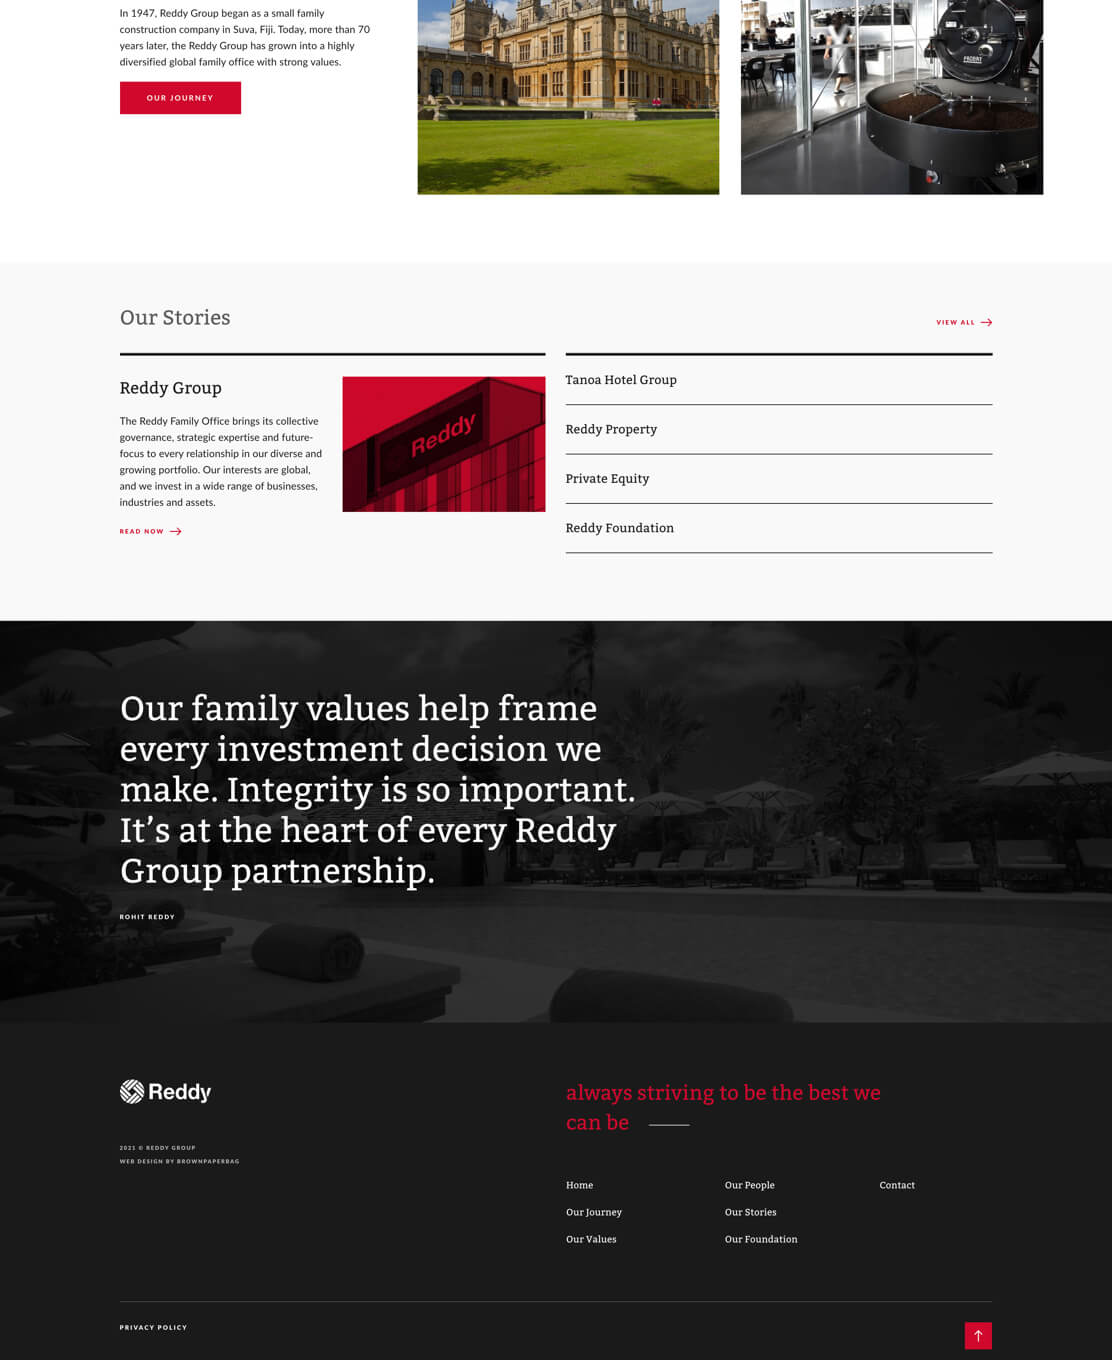 In 1947, Reddy Group began as a small family
construction company in Suva, Fiji. Today, more than 70
years later, the Reddy Group has grown into a highly
diversified global family office with strong values.
OUR JOURNEY
PROBAT
Our Stories
VIEW ALL
Reddy Group
The Reddy Family Office brings its collective
governance, strategic expertise and future-
focus to every relationship in our diverse and
growing portfolio. Our interests are global,
and we invest in a wide range of businesses,
industries and assets.
READ NOW
Reddy
Tanoa Hotel Group
Reddy Property
Private Equity
Reddy Foundation
Our family values help frame
every investment decision we
make. Integrity is so important.
It’s at the heart of every Reddy
Group partnership.
ROHIT REDDY
Reddy
2021 © REDDY GROUP
WEB DESIGN BY BROWNPAPERBAG
always striving to be the best we
can be
Home
Our Journey
Our Values
Our People
Our Stories
Our Foundation
Contact
PRIVACY POLICY